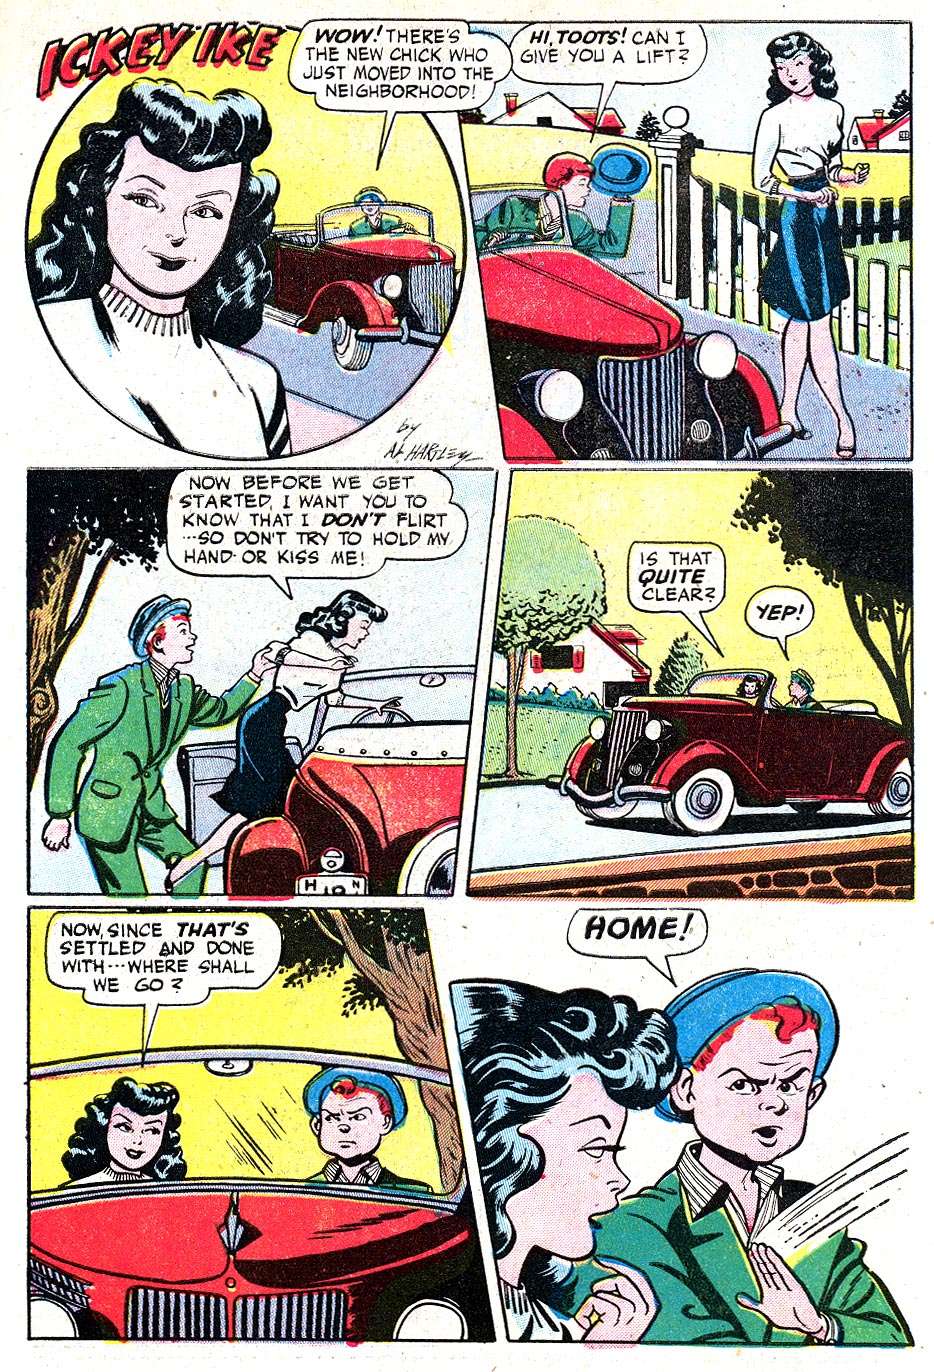 ICKEY IKE
WOW! THERE'S
THE NEW CHICK WHO
JUST MOVED INTO THE
NEIGHBORHOOD!
by
AL HARTLEY
HI, TOOTS! CAN I
GIVE YOU A LIFT?
NOW BEFORE WE GET
STARTED, I WANT YOU TO
KNOW THAT I DON'T FLIRT
---SO DON'T TRY TO HOLD MY
HAND- OR KISS ME!
H 10 N
IS THAT
QUITE
CLEAR?
YEP!
NOW, SINCE THAT'S
SETTLED AND DONE
WITH---WHERE SHALL
WE GO?
HOME!